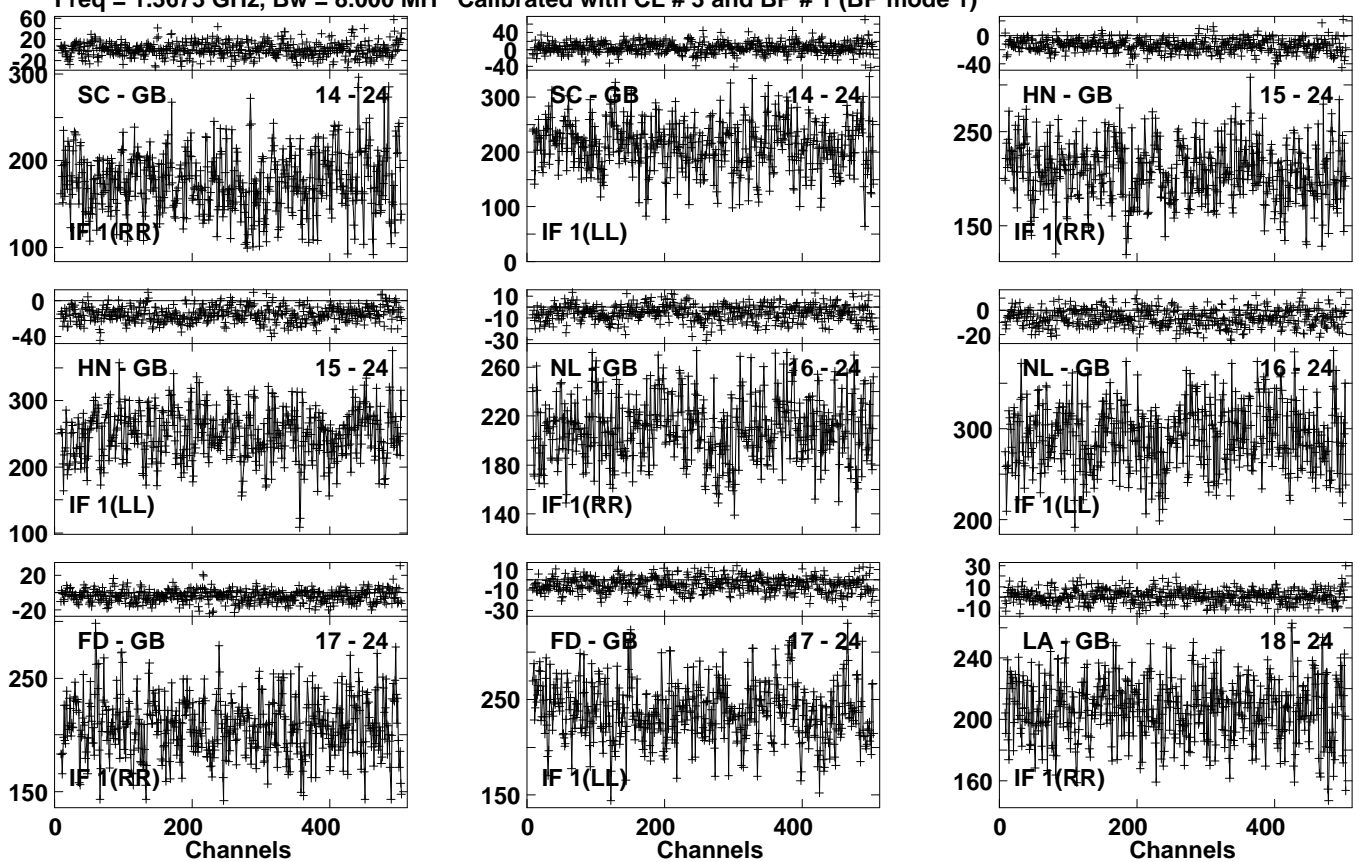 Freq = 1.3673 GHz, Bw = 8.000 MH Calibrated with CL # 3 and BP # 1 (BP mode 1)
60
20
-20
300
200
100
SC - GB 14 - 24
IF 1(RR)
40
0
-40
300
200
100
0
SC - GB 14 - 24
IF 1(LL)
0
-40
250
150
HN - GB 15 - 24
IF 1(RR)
0
-40
300
200
100
HN - GB 15 - 24
IF 1(LL)
10
-10
-30
260
220
180
140
NL - GB 16 - 24
IF 1(RR)
0
-20
300
200
NL - GB 16 - 24
IF 1(LL)
20
-20
250
150
FD - GB 17 - 24
IF 1(RR)
0 200 400
Channels
10
-10
-30
250
150
FD - GB 17 - 24
IF 1(LL)
0 200 400
Channels
30
10
-10
240
200
160
LA - GB 18 - 24
IF 1(RR)
0 200 400
Channels